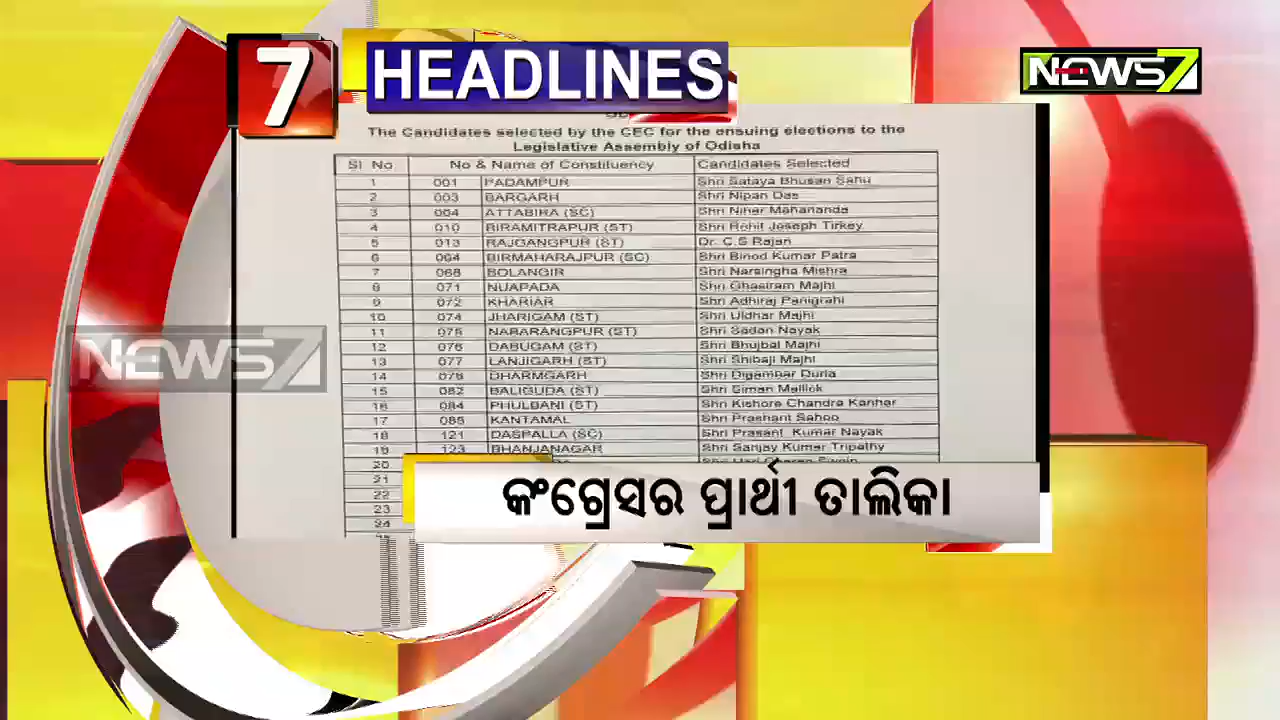 7 HEADLINES
NEWS7
The Candidates selected by the CEC for the ensuing elections to the
Legislative Assembly of Odisha
Sl No No & Name of Constituency Candidates Selected
1 001 PADAMPUR Shri Sataya Bhusan Sahu
2 003 BARGARH Shri Nipan Das
3 004 ATTABIRA (SC) Shri Nihar Mahananda
4 010 BIRAMITRAPUR (ST) Shri Rohit Joseph Tirkey
5 013 RAJGANGPUR (ST) Dr. C.S Rajan
6 064 BIRMAHARAJPUR (SC) Shri Binod Kumar Patra
7 068 BOLANGIR Shri Narsingha Mishra
8 071 NUAPADA Shri Ghasiram Majhi
9 072 KHARIAR Shri Adhiraj Panigrahi
10 074 JHARIGAM (ST) Shri Uldhar Majhi
11 075 NABARANGPUR (ST) Shri Sadan Nayak
12 076 DABUGAM (ST) Shri Bhujbal Majhi
13 077 LANJIGARH (ST) Shri Shibaji Majhi
14 078 DHARMGARH Shri Digambar Duria
15 082 BALIGUDA (ST) Shri Siman Mallick
16 084 PHULBANI (ST) Shri Kishore Chandra Kanhar
17 085 KANTAMAL Shri Prashant Sahoo
18 121 DASPALLA (SC) Shri Prasant Kumar Nayak
19 123 BHANJANAGAR Shri Sanjay Kumar Tripathy
20
21
22
23
24
NEWS7
କଂଗ୍ରେସର ପ୍ରାର୍ଥୀ ତାଲିକା